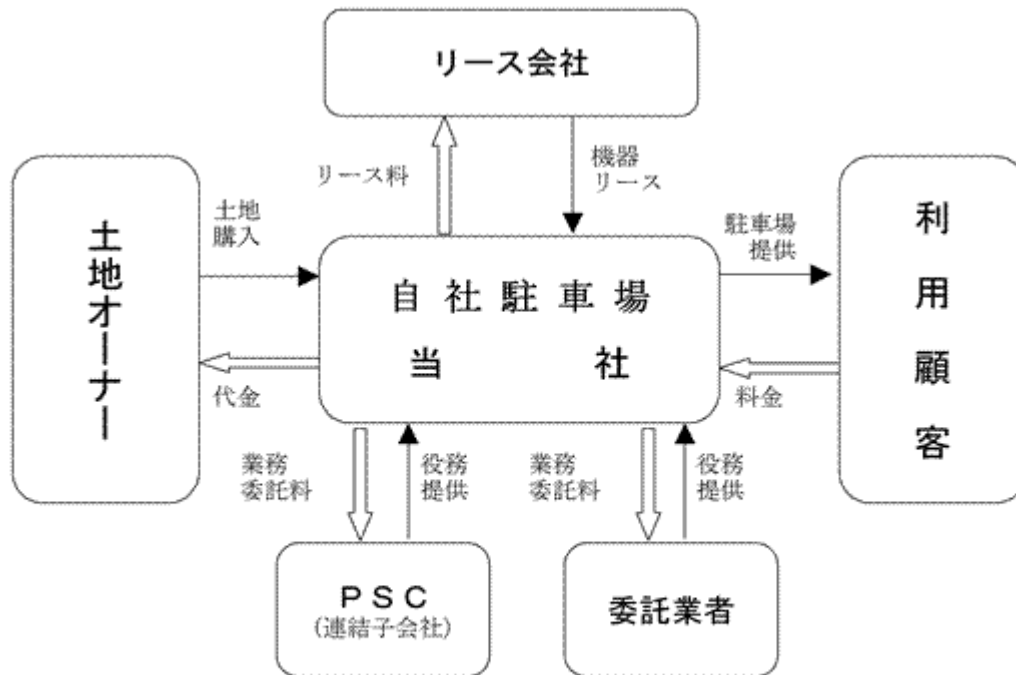 リース会社
リース料
機器
リース
土地オーナー
土地
購入
代金
自社駐車場
当社
駐車場
提供
料金
利用顧客
業務
委託料
役務
提供
業務
委託料
役務
提供
ＰＳＣ
(連結子会社)
委託業者